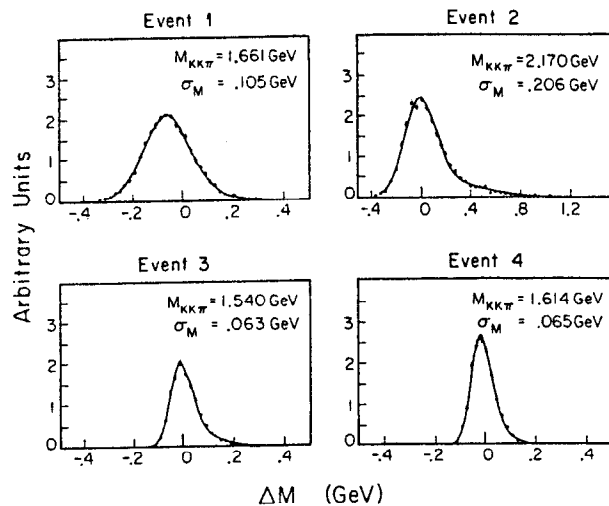 Event 1
M_KKπ = 1.661 GeV
σ_M = .105 GeV
3
2
1
0
-.4 -.2 0 .2 .4
Event 2
M_KKπ = 2.170 GeV
σ_M = .206 GeV
3
2
1
0
-.4 0 .4 .8 1.2
Arbitrary Units
Event 3
M_KKπ = 1.540 GeV
σ_M = .063 GeV
3
2
1
0
-.4 -.2 0 .2 .4
Event 4
M_KKπ = 1.614 GeV
σ_M = .065 GeV
3
2
1
0
-.4 -.2 0 .2 .4
ΔM (GeV)